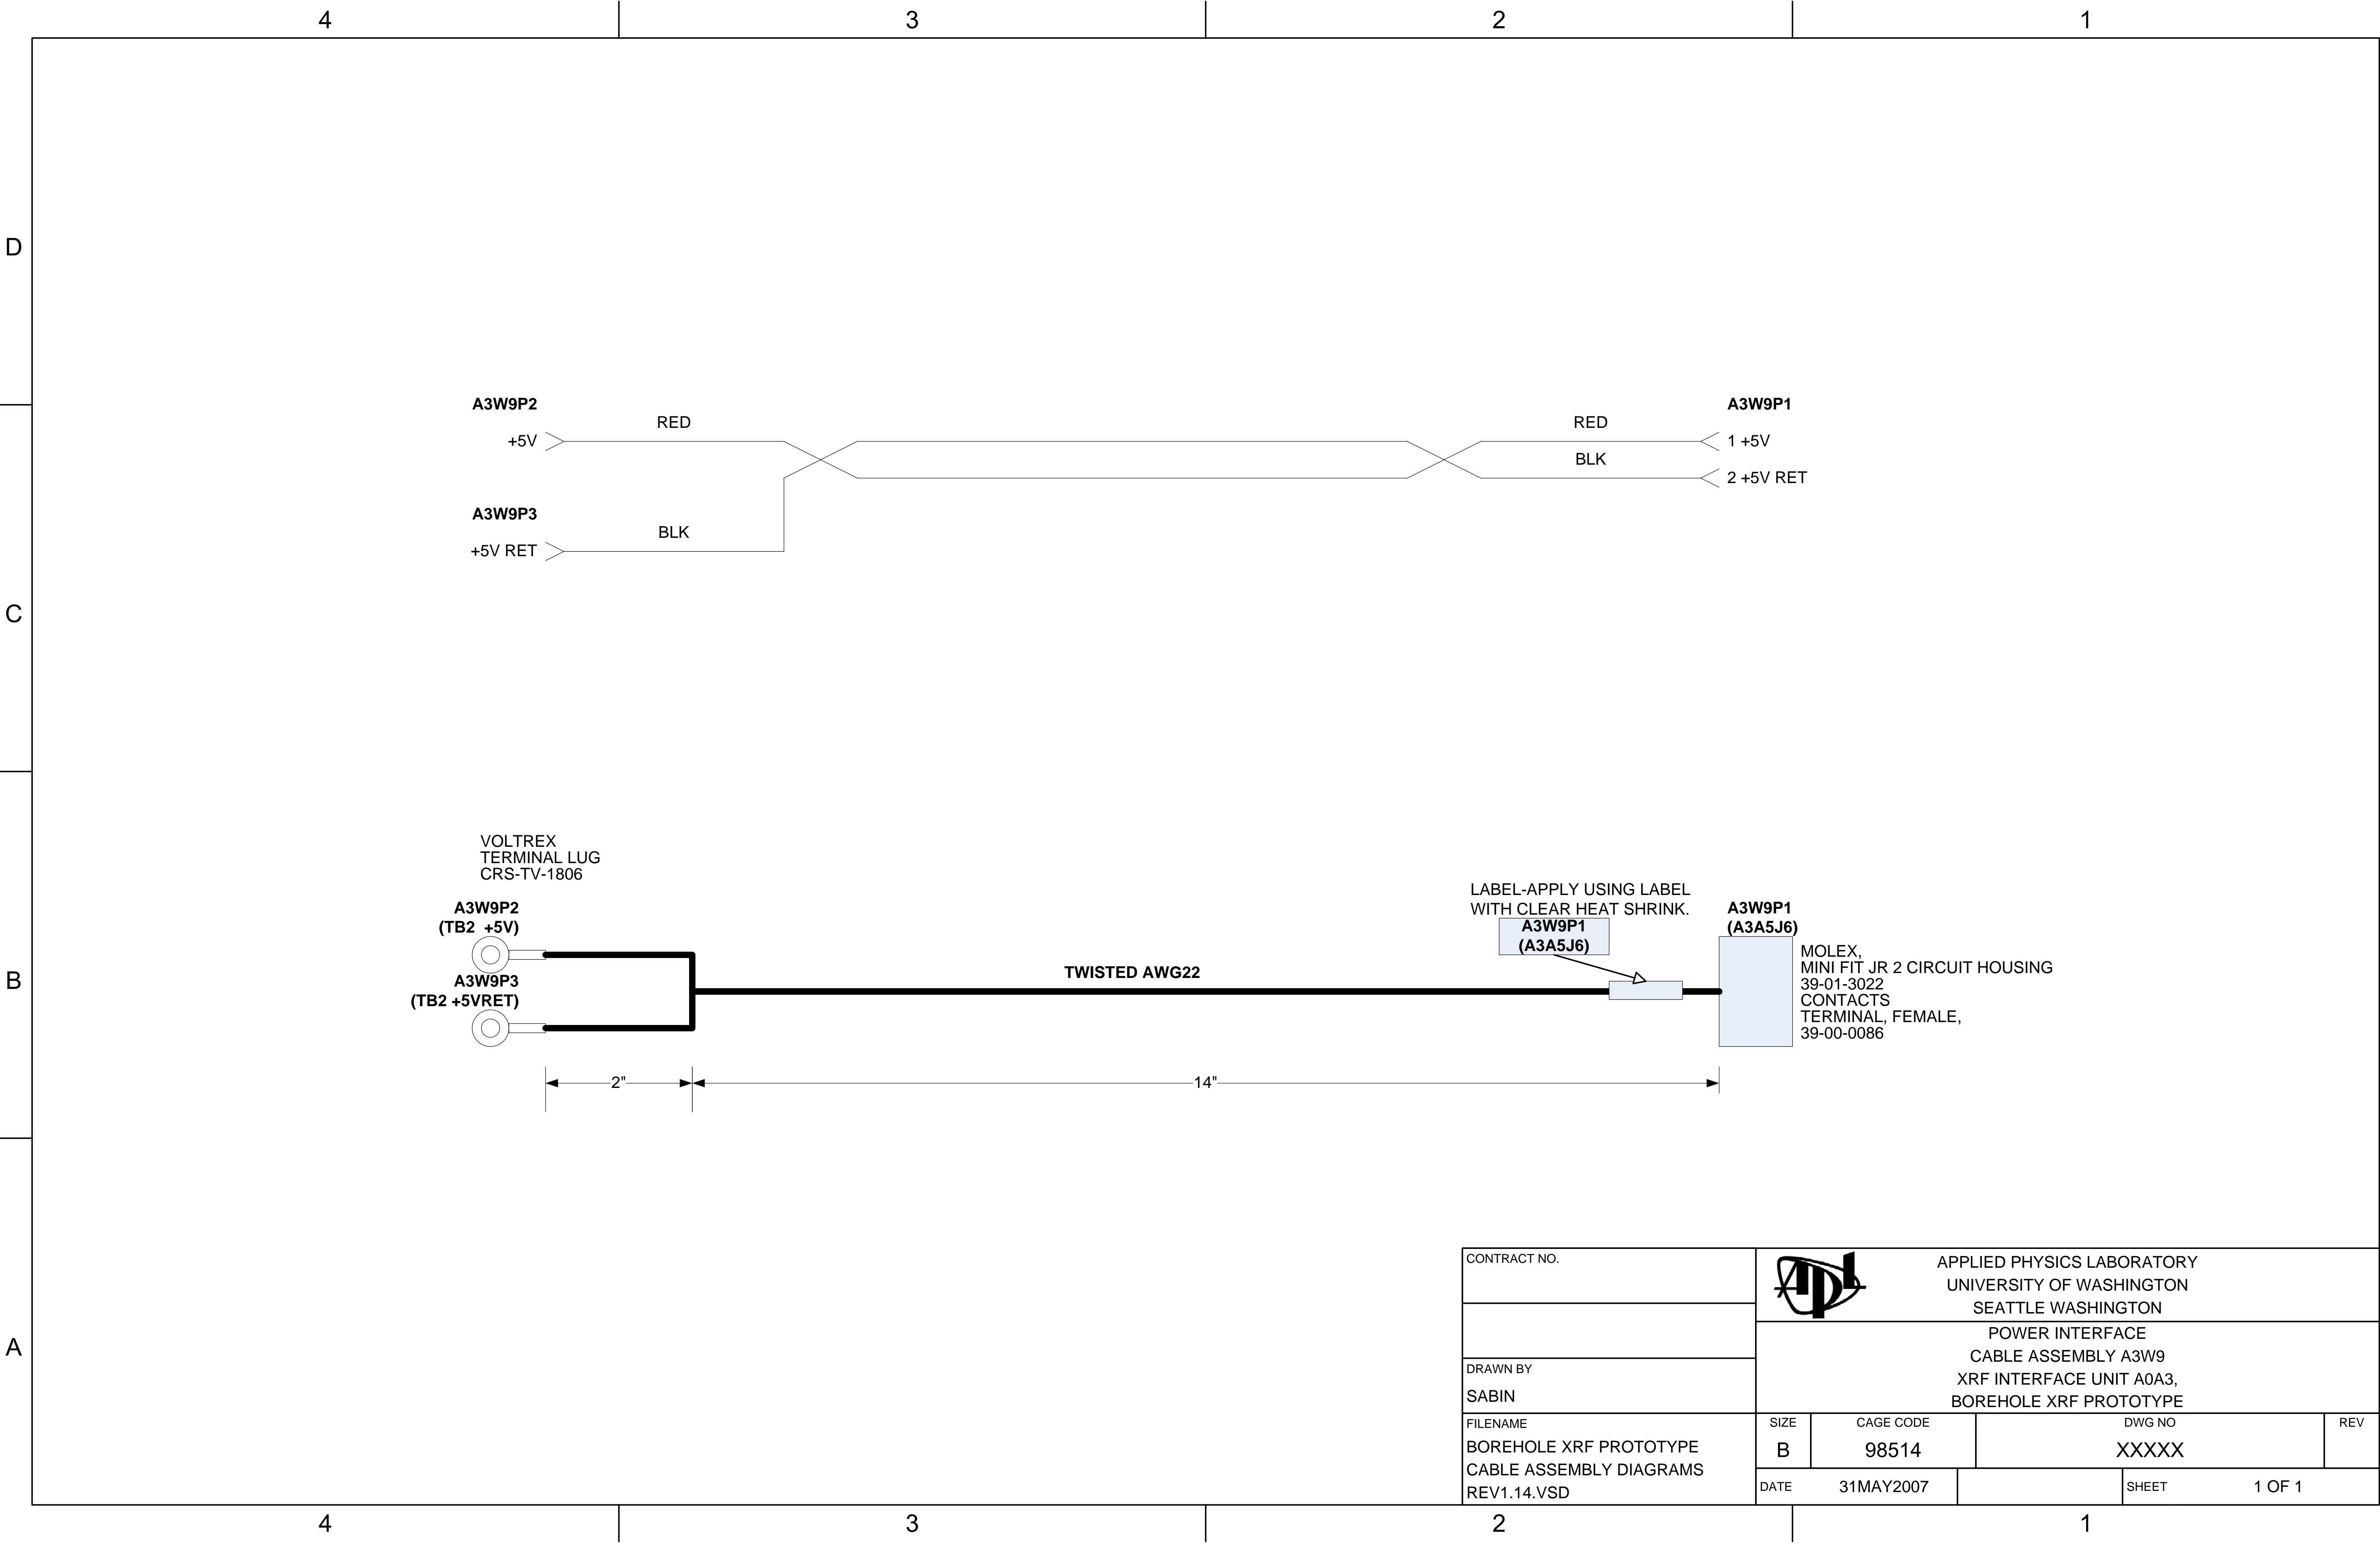 4 3 2 1
D
C
B
A
A3W9P2
RED
+5V
A3W9P3
BLK
+5V RET
RED
BLK
A3W9P1
1 +5V
2 +5V RET
VOLTREX
TERMINAL LUG
CRS-TV-1806
A3W9P2
(TB2 +5V)
A3W9P3
(TB2 +5VRET)
TWISTED AWG22
LABEL-APPLY USING LABEL
WITH CLEAR HEAT SHRINK.
A3W9P1
(A3A5J6)
A3W9P1
(A3A5J6)
MOLEX,
MINI FIT JR 2 CIRCUIT HOUSING
39-01-3022
CONTACTS
TERMINAL, FEMALE,
39-00-0086
2"
14"
CONTRACT NO.
DRAWN BY
SABIN
FILENAME
BOREHOLE XRF PROTOTYPE
CABLE ASSEMBLY DIAGRAMS
REV1.14.VSD
APL
APPLIED PHYSICS LABORATORY
UNIVERSITY OF WASHINGTON
SEATTLE WASHINGTON
POWER INTERFACE
CABLE ASSEMBLY A3W9
XRF INTERFACE UNIT A0A3,
BOREHOLE XRF PROTOTYPE
SIZE
B
CAGE CODE
98514
DWG NO
XXXXX
REV
DATE 31MAY2007
SHEET 1 OF 1
4 3 2 1